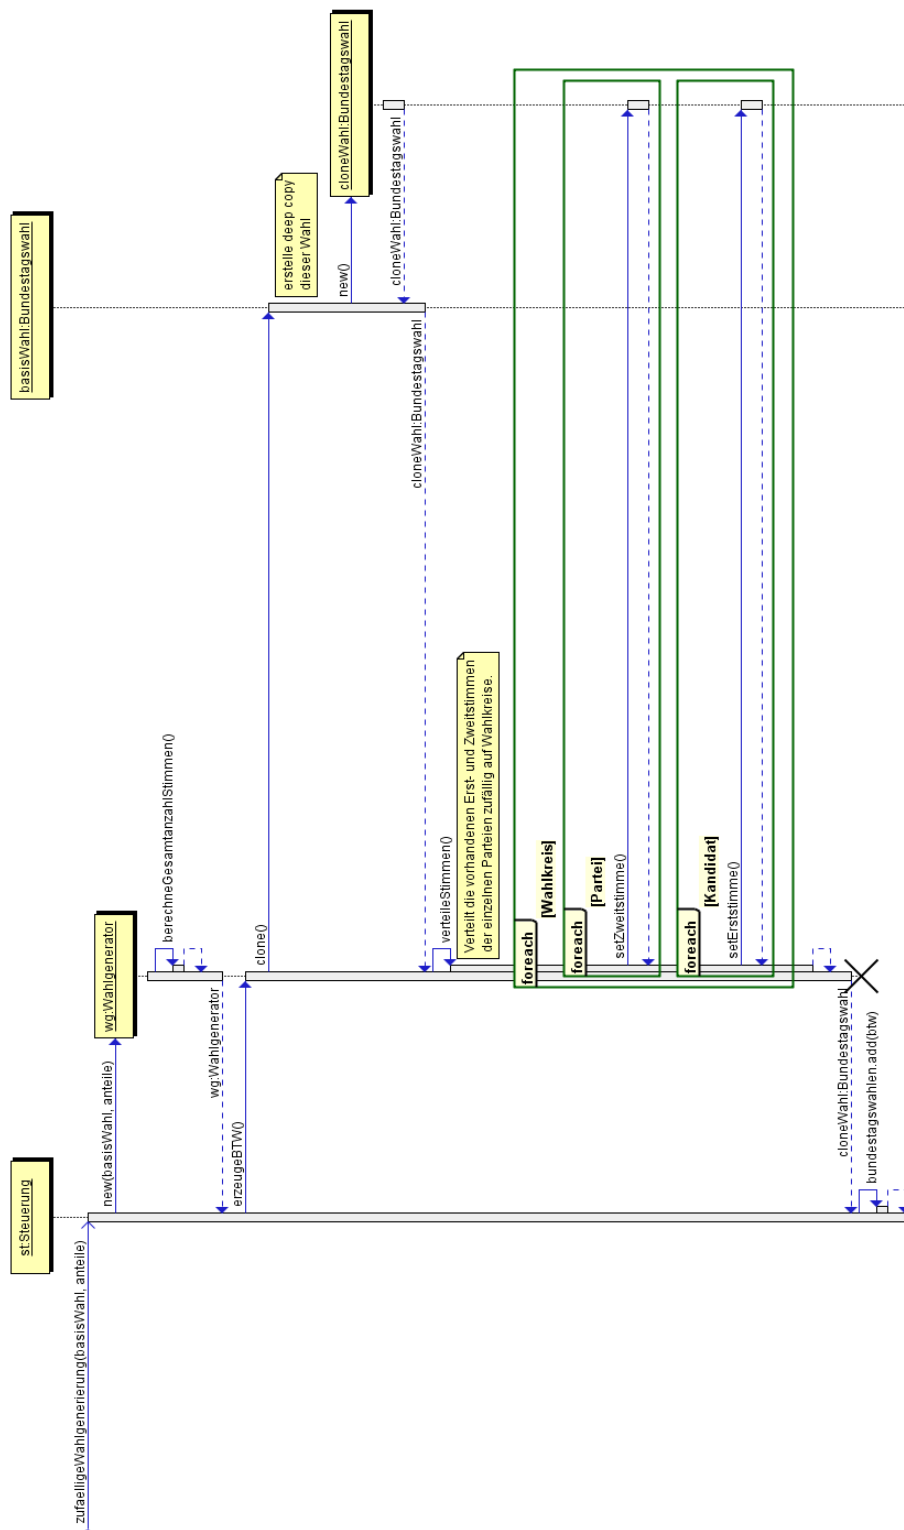 zufaelligeWahlgenerierung(basisWahl, anteile)
st:Steuerung
basisWahl:Bundestagswahl
new(basisWahl, anteile)
wg:Wahlgenerator
berechneGesamtanzahlStimmen()
wg:Wahlgenerator
erzeugeBTW()
clone()
erstelle deep copy
dieser Wahl
new()
cloneWahl:Bundestagswahl
cloneWahl:Bundestagswahl
cloneWahl:Bundestagswahl
verteileStimmen()
Verteilt die vorhandenen Erst- und Zweitstimmen
der einzelnen Parteien zufällig auf Wahlkreise.
foreach
[Wahlkreis]
foreach
[Partei]
setZweitstimme()
foreach
[Kandidat]
setErststimme()
cloneWahl:Bundestagswahl
bundestagswahlen.add(btw)